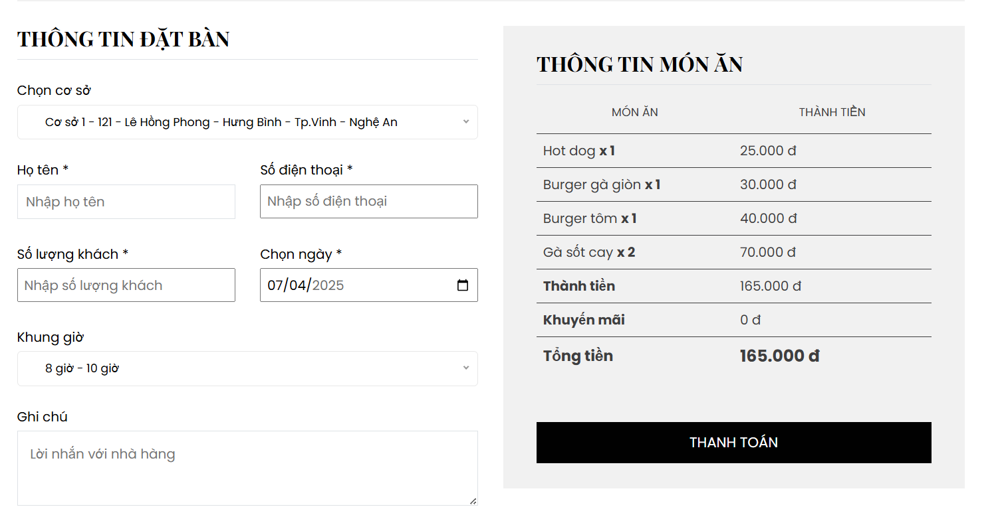 THÔNG TIN ĐẶT BÀN
Chọn cơ sở
Cơ sở 1 - 121 - Lê Hồng Phong - Hưng Bình - Tp.Vinh - Nghệ An
Họ tên * Số điện thoại *
Nhập họ tên Nhập số điện thoại
Số lượng khách * Chọn ngày *
Nhập số lượng khách 07/04/2025
Khung giờ
8 giờ - 10 giờ
Ghi chú
Lời nhắn với nhà hàng
THÔNG TIN MÓN ĂN
MÓN ĂN THÀNH TIỀN
Hot dog x 1 25.000 đ
Burger gà giòn x 1 30.000 đ
Burger tôm x 1 40.000 đ
Gà sốt cay x 2 70.000 đ
Thành tiền 165.000 đ
Khuyến mãi 0 đ
Tổng tiền 165.000 đ
THANH TOÁN